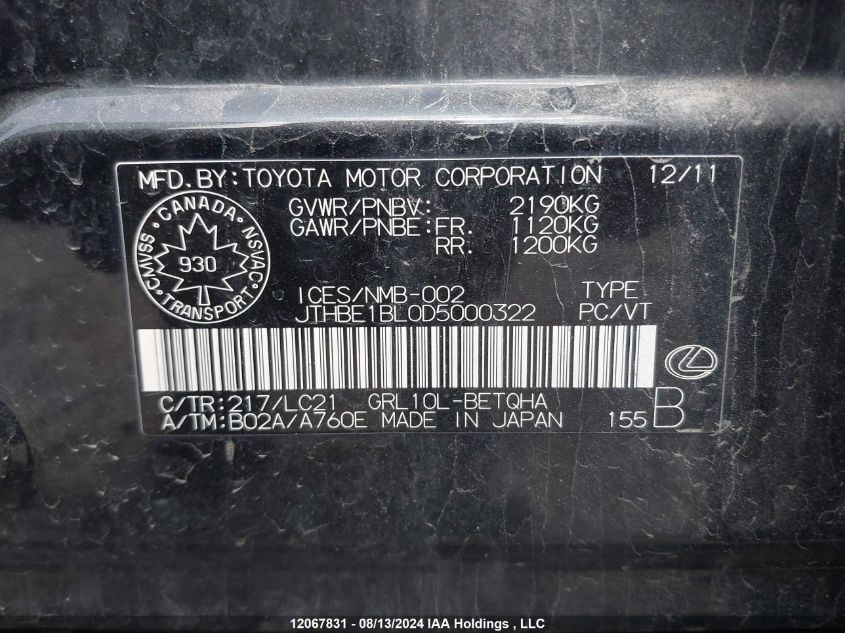 MFD.BY:TOYOTA MOTOR CORPORATION 12/11
GVWR/PNBV: 2190KG
GAWR/PNBE:FR. 1120KG
RR. 1200KG
CANADA
CMVSS 930 NSVAC
TRANSPORT
ICES/NMB-002 TYPE
JTHBE1BL0D5000322 PC/VT
C/TR:217/LC21 GRL10L-BETQHA
A/TM:B02A/A760E MADE IN JAPAN 155 B
12067831 - 08/13/2024 IAA Holdings , LLC